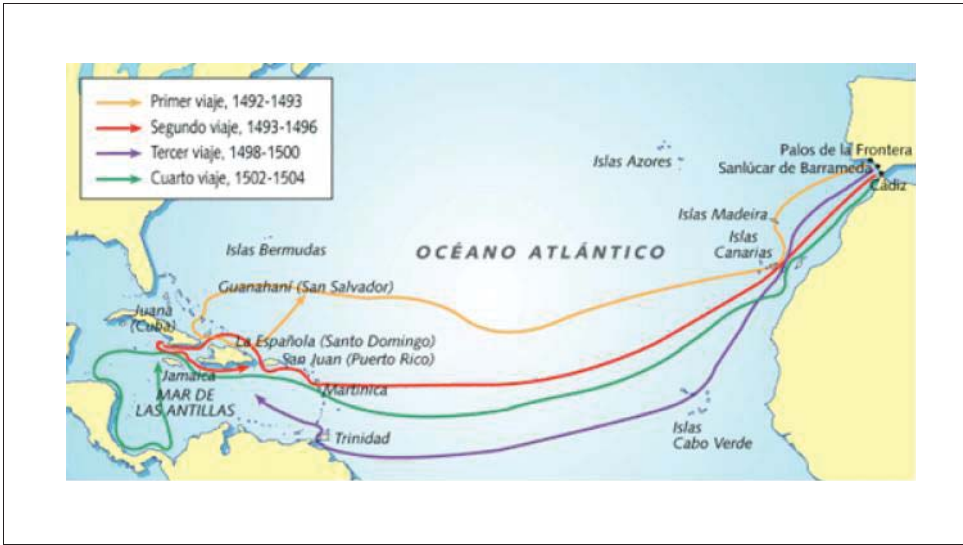 Primer viaje, 1492-1493
Segundo viaje, 1493-1496
Tercer viaje, 1498-1500
Cuarto viaje, 1502-1504
Islas Azores
Palos de la Frontera
Sanlúcar de Barrameda
Cádiz
Islas Madeira
Islas
Canarias
Islas Bermudas
OCÉANO ATLÁNTICO
Guanahaní (San Salvador)
Juana
(Cuba)
La Española (Santo Domingo)
San Juan (Puerto Rico)
Jamaica
Martinica
MAR DE
LAS ANTILLAS
Trinidad
Islas
Cabo Verde